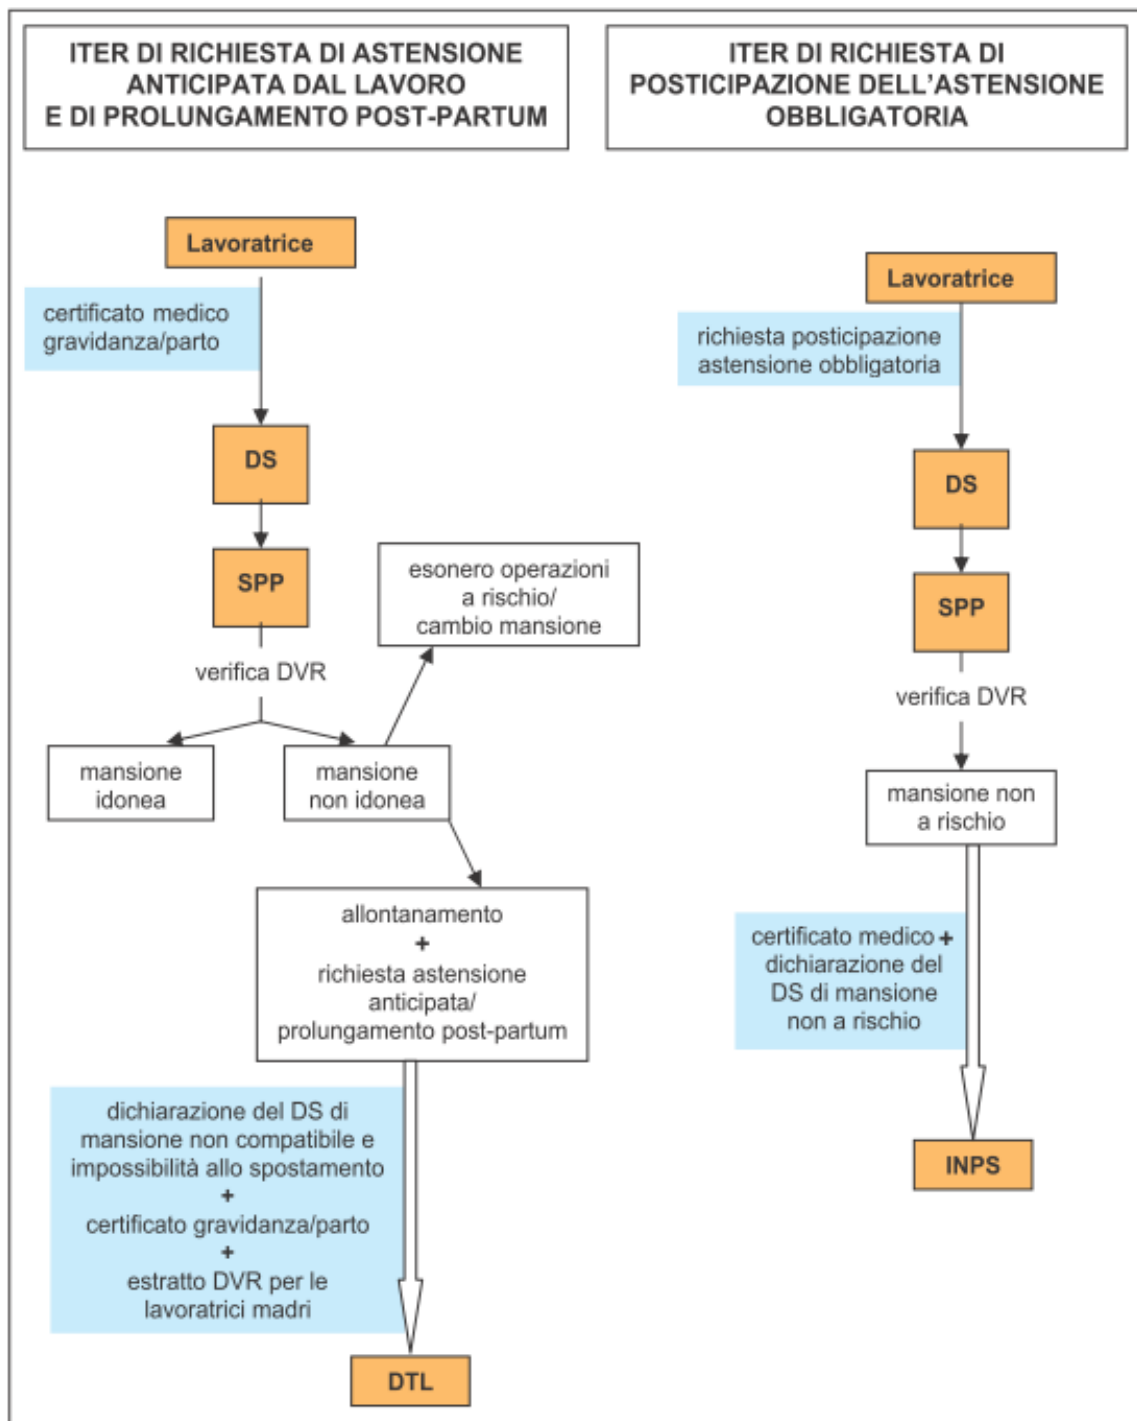 ITER DI RICHIESTA DI ASTENSIONE
ANTICIPATA DAL LAVORO
E DI PROLUNGAMENTO POST-PARTUM
Lavoratrice
certificato medico
gravidanza/parto
DS
SPP
esonero operazioni
a rischio/
cambio mansione
verifica DVR
mansione
idonea
mansione
non idonea
allontanamento
+
richiesta astensione
anticipata/
prolungamento post-partum
dichiarazione del DS di
mansione non compatibile e
impossibilità allo spostamento
+
certificato gravidanza/parto
+
estratto DVR per le
lavoratrici madri
DTL
ITER DI RICHIESTA DI
POSTICIPAZIONE DELL'ASTENSIONE
OBBLIGATORIA
Lavoratrice
richiesta posticipazione
astensione obbligatoria
DS
SPP
verifica DVR
mansione non
a rischio
certificato medico +
dichiarazione del
DS di mansione
non a rischio
INPS